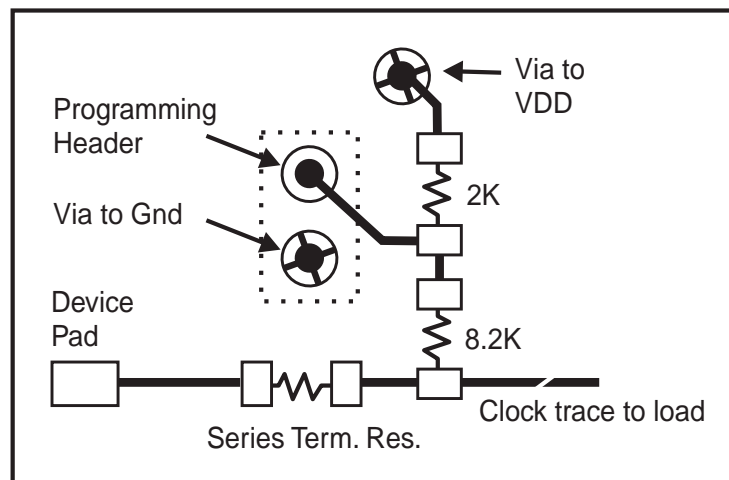 Via to
VDD
Programming
Header
2K
Via to Gnd
Device
Pad
8.2K
Clock trace to load
Series Term. Res.